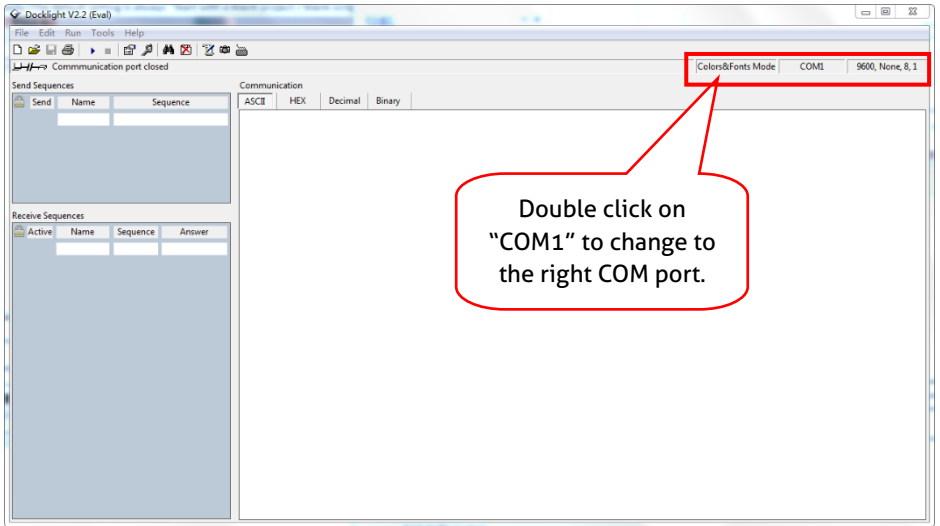 Docklight V2.2 (Eval)
File Edit Run Tools Help
Commmunication port closed
Colors&Fonts Mode COM1 9600, None, 8, 1
Send Sequences
Send Name Sequence
Communication
ASCII HEX Decimal Binary
Double click on
“COM1” to change to
the right COM port.
Receive Sequences
Active Name Sequence Answer